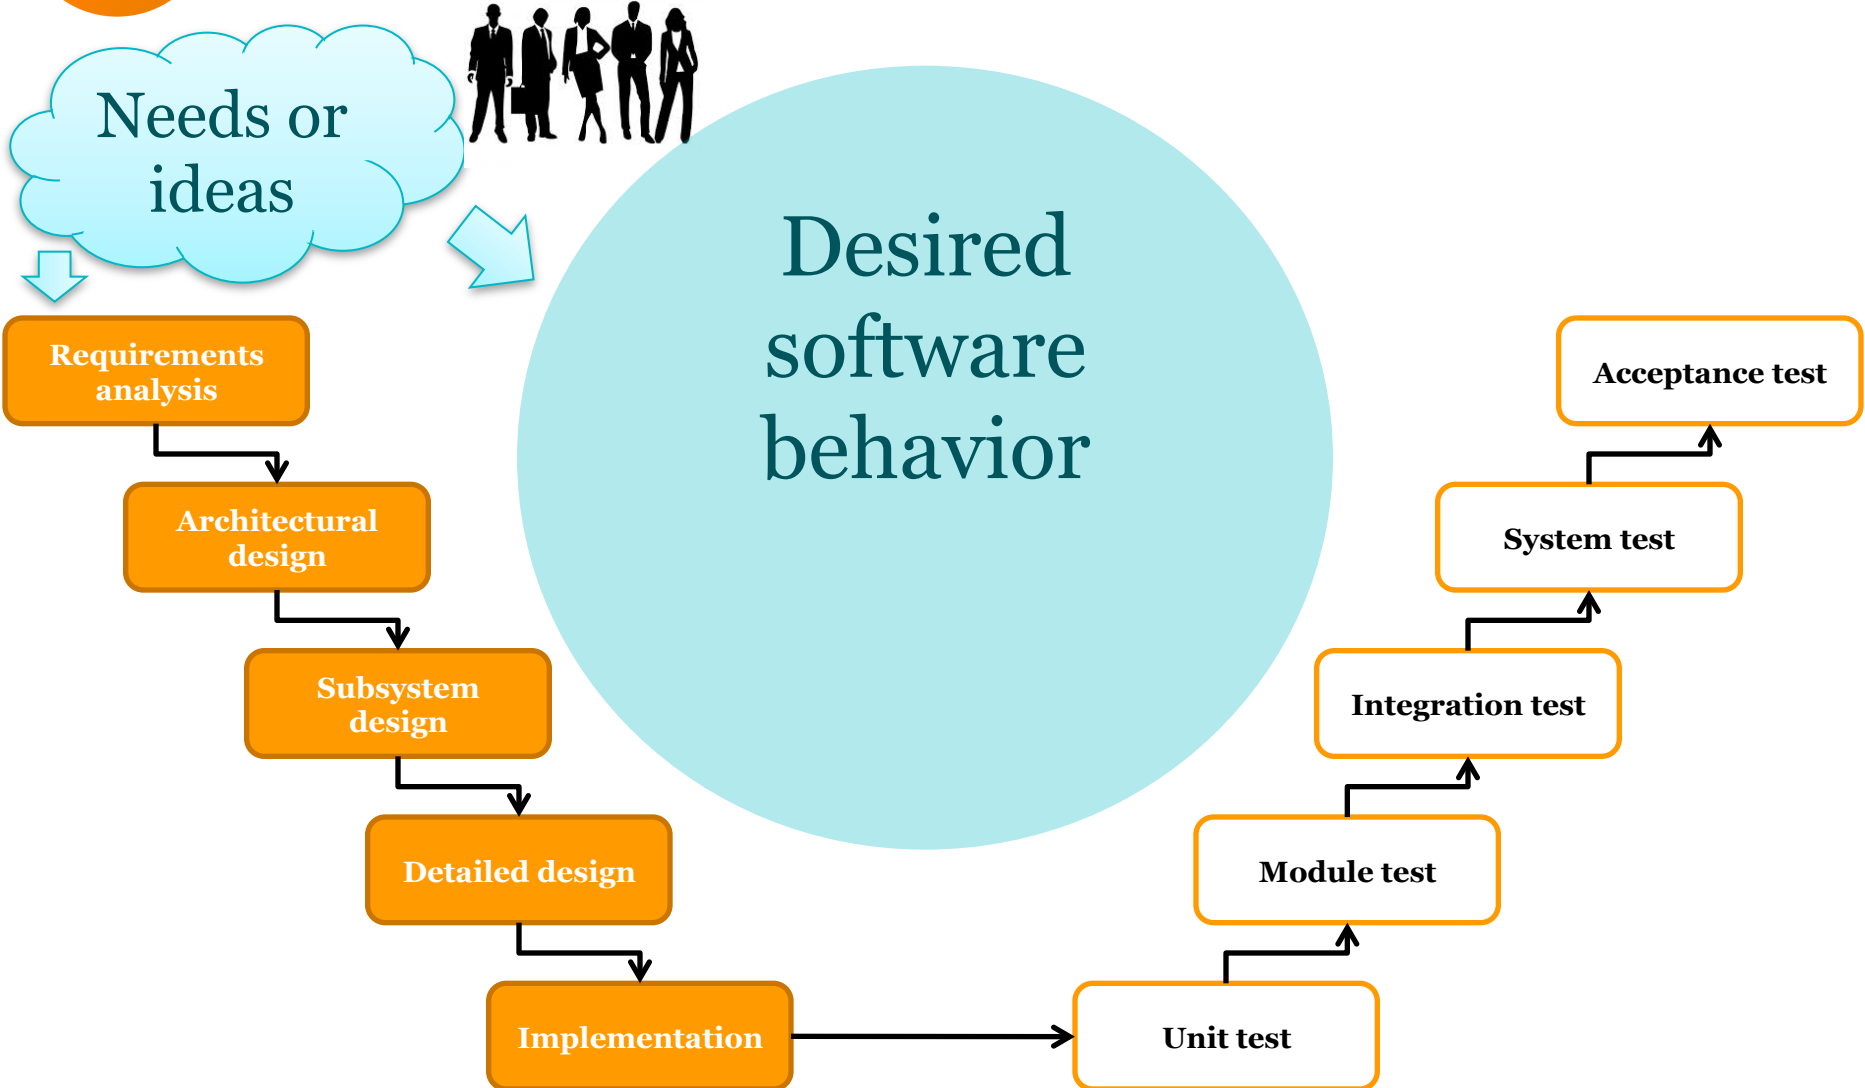 Needs or
ideas
Desired
software
behavior
Requirements
analysis
Architectural
design
Subsystem
design
Detailed design
Implementation
Unit test
Module test
Integration test
System test
Acceptance test